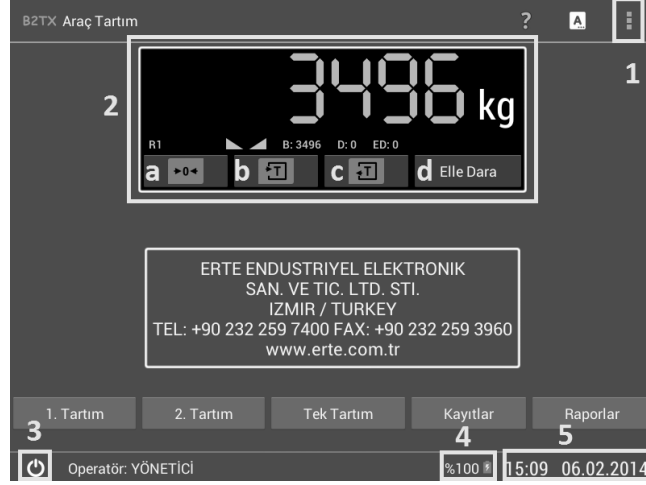 B2TX Araç Tartım ? A
1
2
3496 kg
R1 B: 3496 D: 0 ED: 0
a →0← b T c T d Elle Dara
ERTE ENDUSTRIYEL ELEKTRONIK
SAN. VE TIC. LTD. STI.
IZMIR / TURKEY
TEL: +90 232 259 7400 FAX: +90 232 259 3960
www.erte.com.tr
1. Tartım 2. Tartım Tek Tartım Kayıtlar Raporlar
3 4 5
Operatör: YÖNETİCİ %100 15:09 06.02.2014